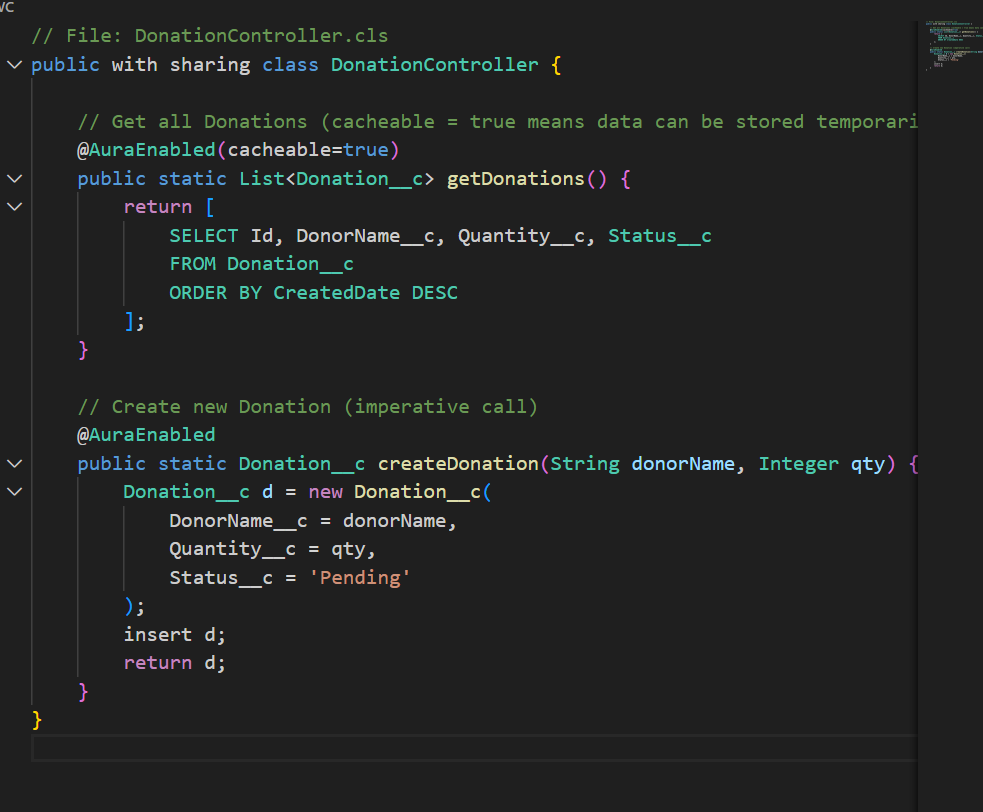 // File: DonationController.cls
public with sharing class DonationController {
// Get all Donations (cacheable = true means data can be stored temporari
@AuraEnabled(cacheable=true)
public static List<Donation__c> getDonations() {
return [
SELECT Id, DonorName__c, Quantity__c, Status__c
FROM Donation__c
ORDER BY CreatedDate DESC
];
}
// Create new Donation (imperative call)
@AuraEnabled
public static Donation__c createDonation(String donorName, Integer qty) {
Donation__c d = new Donation__c(
DonorName__c = donorName,
Quantity__c = qty,
Status__c = 'Pending'
);
insert d;
return d;
}
}